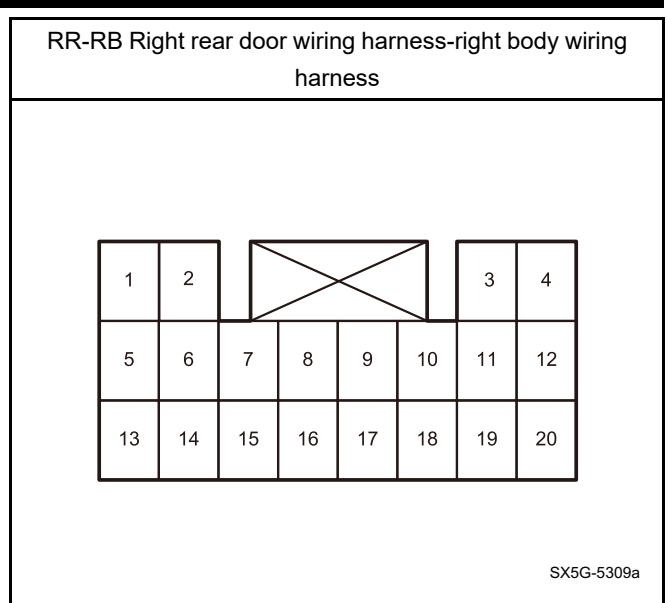 RR-RB Right rear door wiring harness-right body wiring
harness
1 2 3 4
5 6 7 8 9 10 11 12
13 14 15 16 17 18 19 20
SX5G-5309a